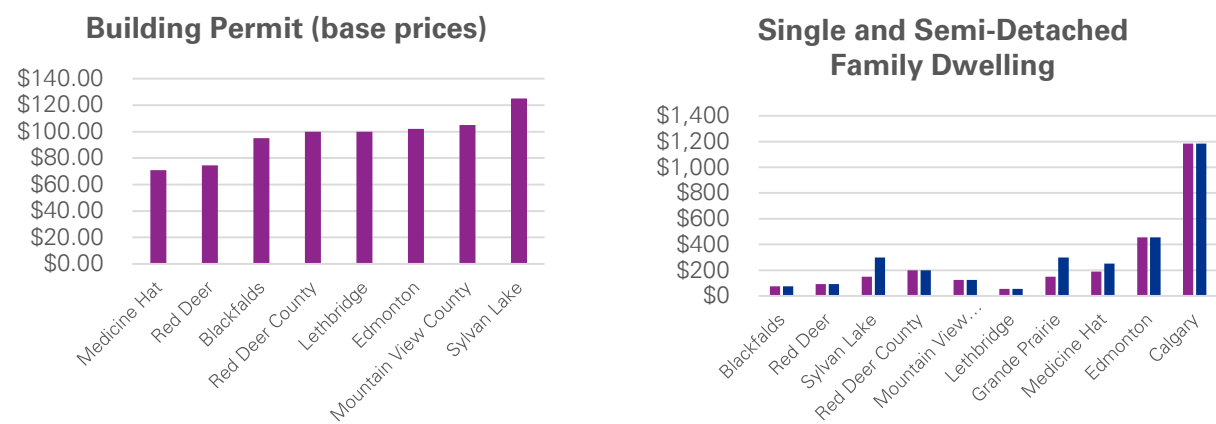 Building Permit (base prices)
$140.00
$120.00
$100.00
$80.00
$60.00
$40.00
$20.00
$0.00
Medicine Hat
Red Deer
Blackfalds
Red Deer County
Lethbridge
Edmonton
Mountain View County
Sylvan Lake
Single and Semi-Detached
Family Dwelling
$1,400
$1,200
$1,000
$800
$600
$400
$200
$0
Blackfalds
Red Deer
Sylvan Lake
Red Deer County
Mountain View…
Lethbridge
Grande Prairie
Medicine Hat
Edmonton
Calgary